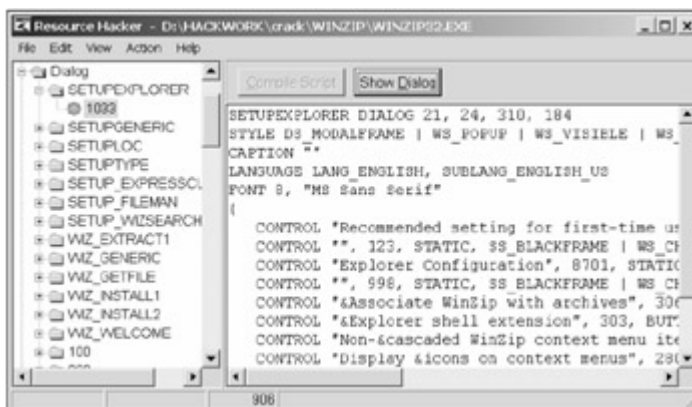 Resource Hacker - D:\HACKWORK\crack\WINZIP\WINZIP32.EXE
File Edit View Action Help
Dialog
SETUPEXPLORER
1033
SETUPGENERIC
SETUPLOC
SETUPTYPE
SETUP_EXPRESSCU
SETUP_FILEMAN
SETUP_WIZSEARCH
WIZ_EXTRACT1
WIZ_GENERIC
WIZ_GETFILE
WIZ_INSTALL1
WIZ_INSTALL2
WIZ_WELCOME
100
Compile Script Show Dialog
SETUPEXPLORER DIALOG 21, 24, 310, 184
STYLE DS_MODALFRAME | WS_POPUP | WS_VISIBLE | WS_
CAPTION ""
LANGUAGE LANG_ENGLISH, SUBLANG_ENGLISH_US
FONT 8, "MS Sans Serif"
{
CONTROL "Recommended setting for first-time us
CONTROL "", 123, STATIC, SS_BLACKFRAME | WS_CH
CONTROL "Explorer Configuration", 8701, STATIC
CONTROL "", 998, STATIC, SS_BLACKFRAME | WS_CH
CONTROL "&Associate WinZip with archives", 306
CONTROL "&Explorer shell extension", 303, BUTT
CONTROL "Non-&cascaded WinZip context menu ite
CONTROL "Display &icons on context menus", 280
906